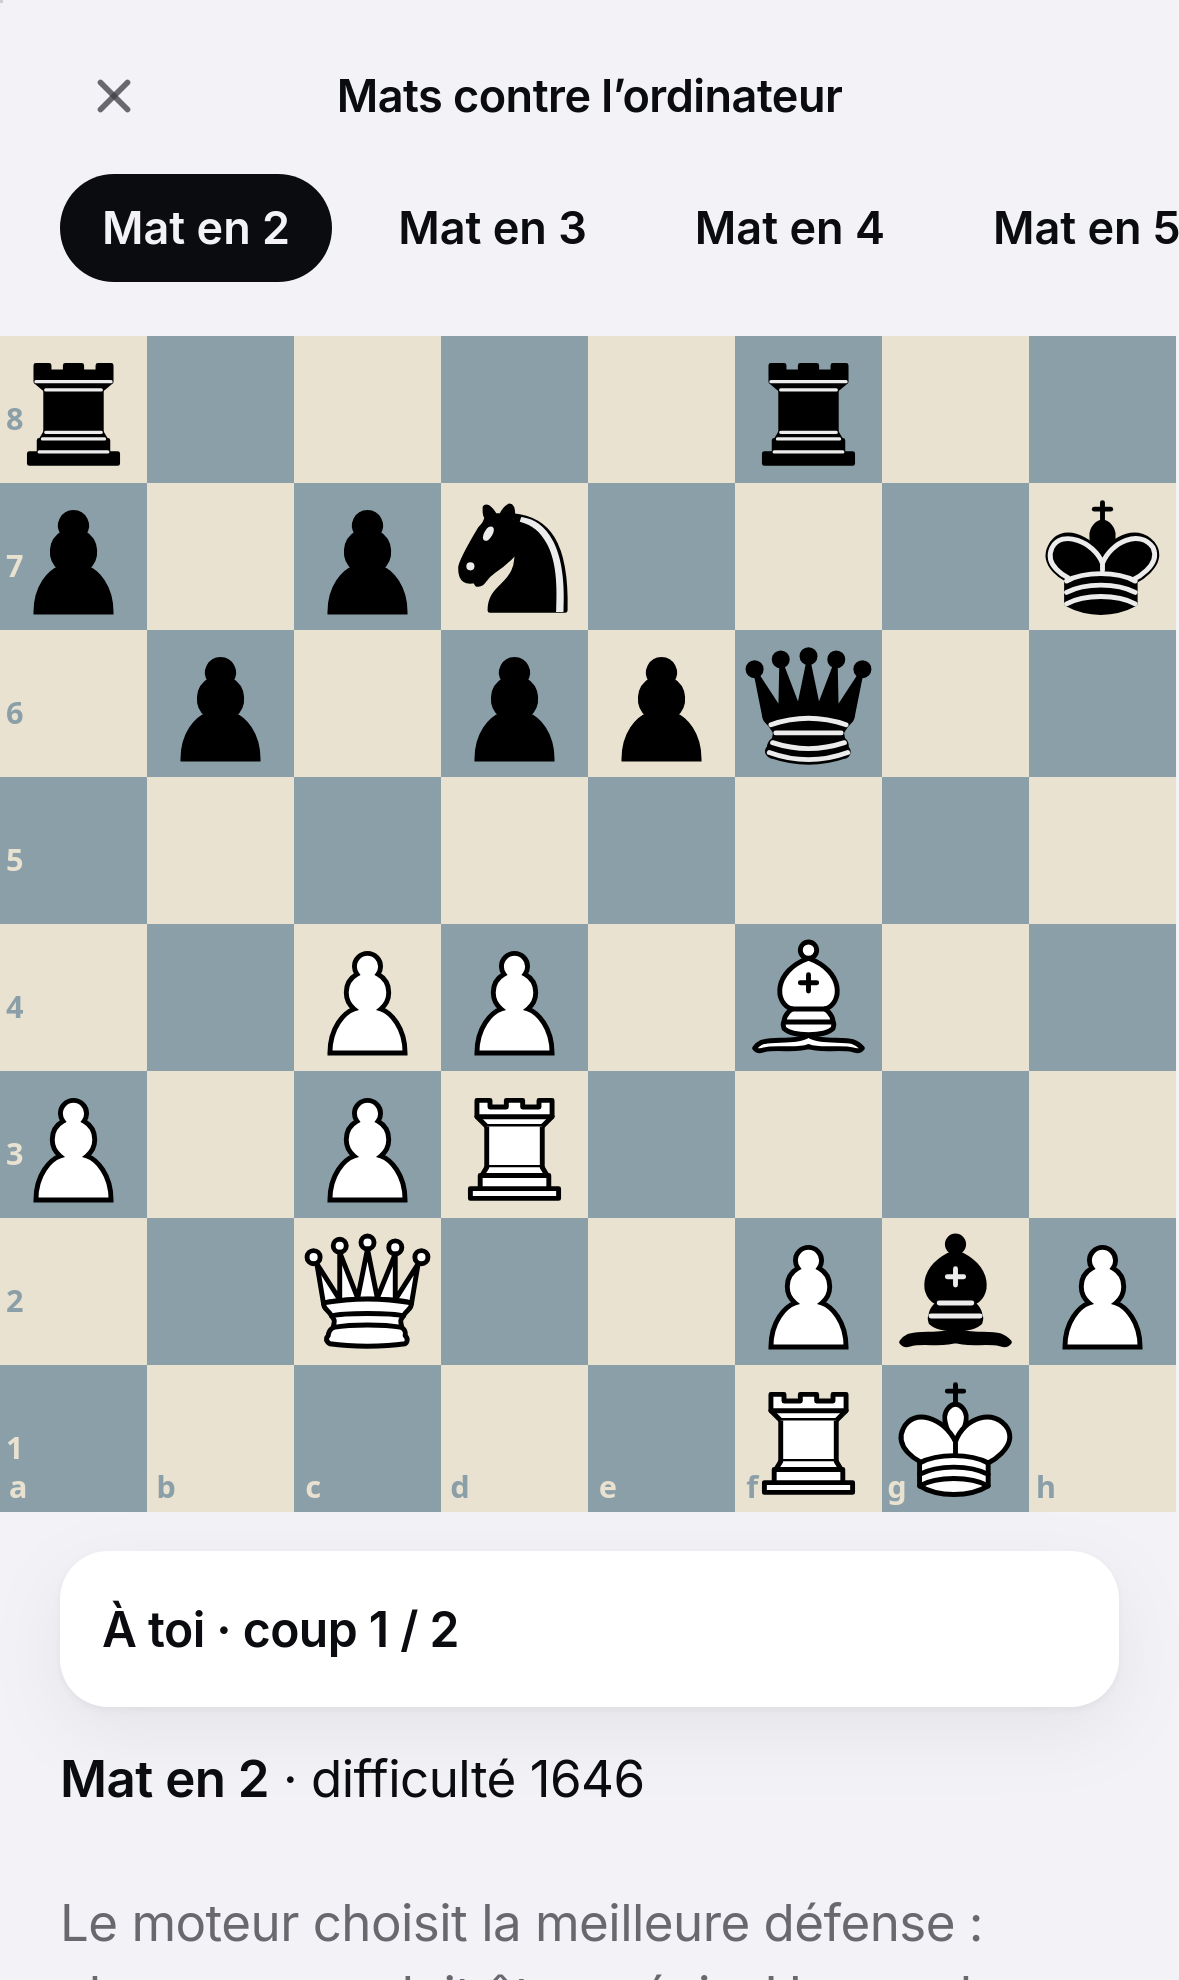 Mats contre l’ordinateur
Mat en 2 Mat en 3 Mat en 4 Mat en 5
8
7
6
5
4
3
2
1
a b c d e f g h
À toi · coup 1 / 2
Mat en 2 · difficulté 1646
Le moteur choisit la meilleure défense :